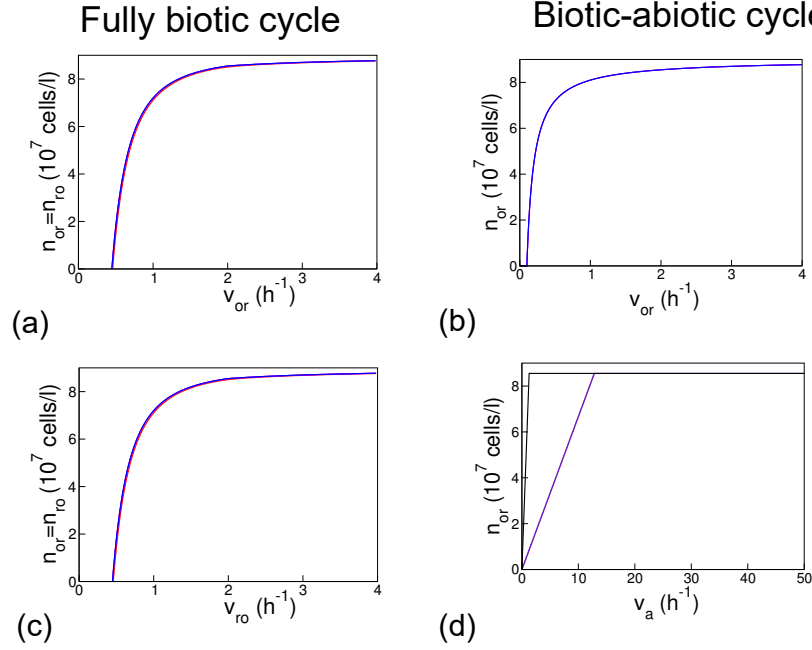 Fully biotic cycle
Biotic-abiotic cycle
n_or=n_ro (10^7 cells/l)
8
6
4
2
0
0 1 2 3 4
v_or (h^-1)
(a)
n_or (10^7 cells/l)
8
6
4
2
0
0 1 2 3 4
v_or (h^-1)
(b)
n_or=n_ro (10^7 cells/l)
8
6
4
2
0
0 1 2 3 4
v_ro (h^-1)
(c)
n_or (10^7 cells/l)
8
6
4
2
0
0 10 20 30 40 50
v_a (h^-1)
(d)